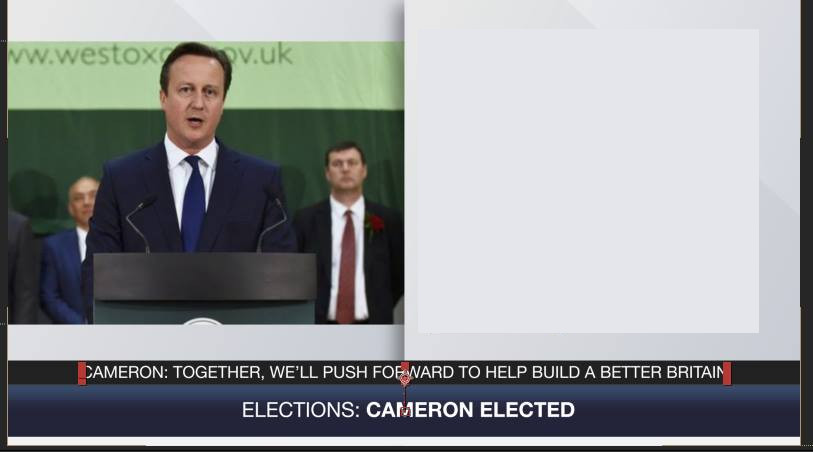 www.westoxon.gov.uk
CAMERON: TOGETHER, WE'LL PUSH FORWARD TO HELP BUILD A BETTER BRITAIN
ELECTIONS: CAMERON ELECTED